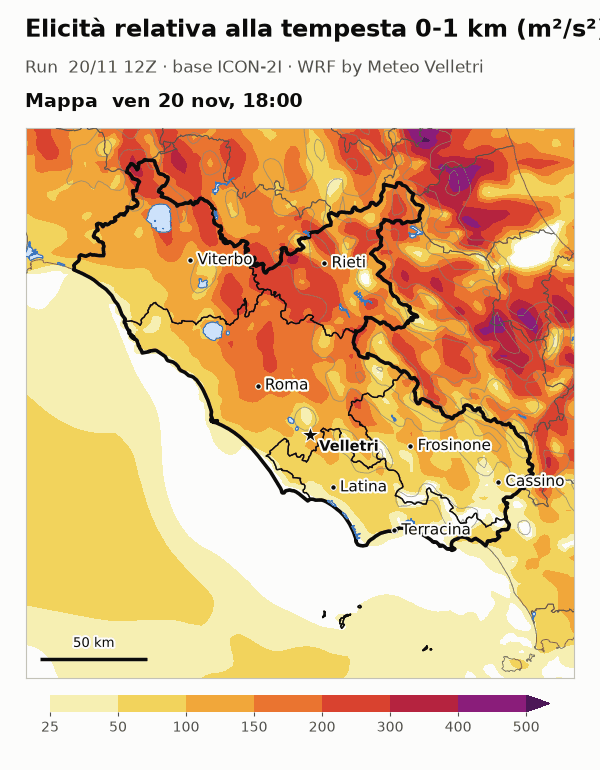 Elicità relativa alla tempesta 0-1 km (m²/s²)
Run 20/11 12Z · base ICON-2I · WRF by Meteo Velletri
Mappa ven 20 nov, 18:00
Viterbo
Rieti
Roma
Velletri
Frosinone
Cassino
Latina
Terracina
50 km
25 50 100 150 200 300 400 500